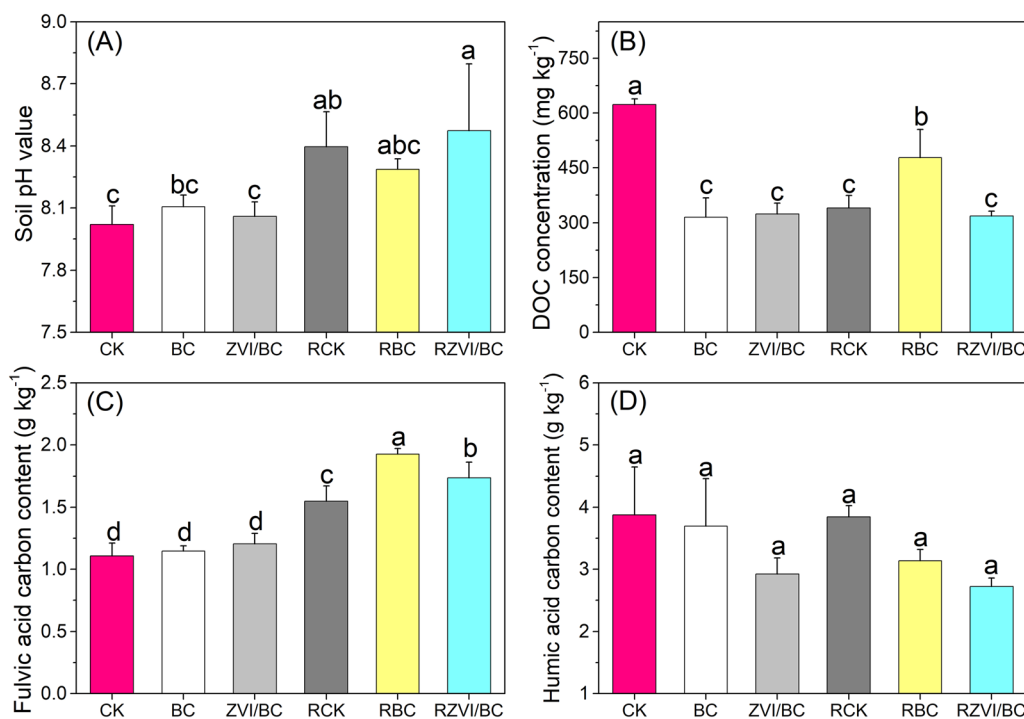 (A)
Soil pH value
9.0
8.7
8.4
8.1
7.8
7.5
c
bc
c
ab
abc
a
CK
BC
ZVI/BC
RCK
RBC
RZVI/BC
(B)
DOC concentration (mg kg⁻¹)
750
600
450
300
150
0
a
c
c
c
b
c
CK
BC
ZVI/BC
RCK
RBC
RZVI/BC
(C)
Fulvic acid carbon content (g kg⁻¹)
2.5
2.0
1.5
1.0
0.5
0.0
d
d
d
c
a
b
CK
BC
ZVI/BC
RCK
RBC
RZVI/BC
(D)
Humic acid carbon content (g kg⁻¹)
6
5
4
3
2
1
a
a
a
a
a
a
CK
BC
ZVI/BC
RCK
RBC
RZVI/BC